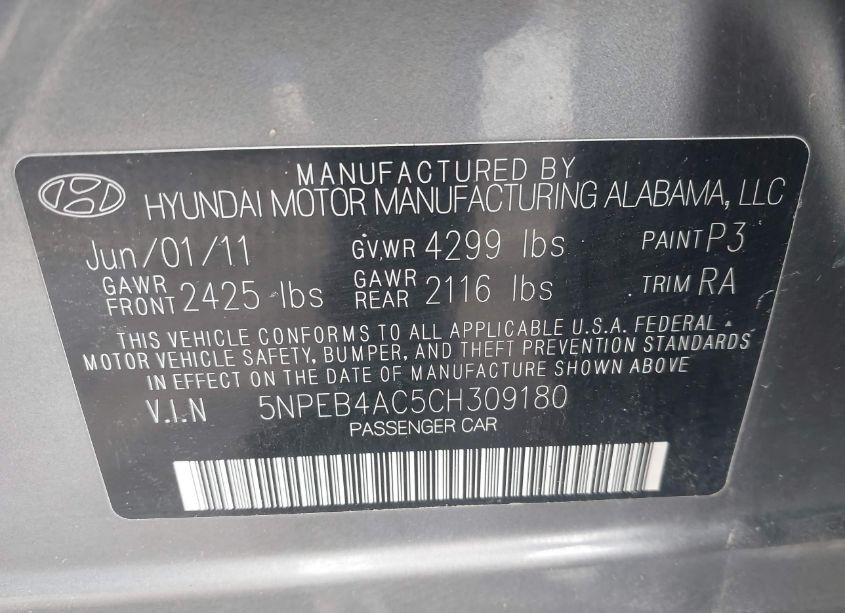 MANUFACTURED BY
HYUNDAI MOTOR MANUFACTURING ALABAMA, LLC
Jun/01/11 GVWR 4299 lbs PAINT P3
GAWR FRONT 2425 lbs GAWR REAR 2116 lbs TRIM RA
THIS VEHICLE CONFORMS TO ALL APPLICABLE U.S.A. FEDERAL
MOTOR VEHICLE SAFETY, BUMPER, AND THEFT PREVENTION STANDARDS
IN EFFECT ON THE DATE OF MANUFACTURE SHOWN ABOVE
V.I.N 5NPEB4AC5CH309180
PASSENGER CAR